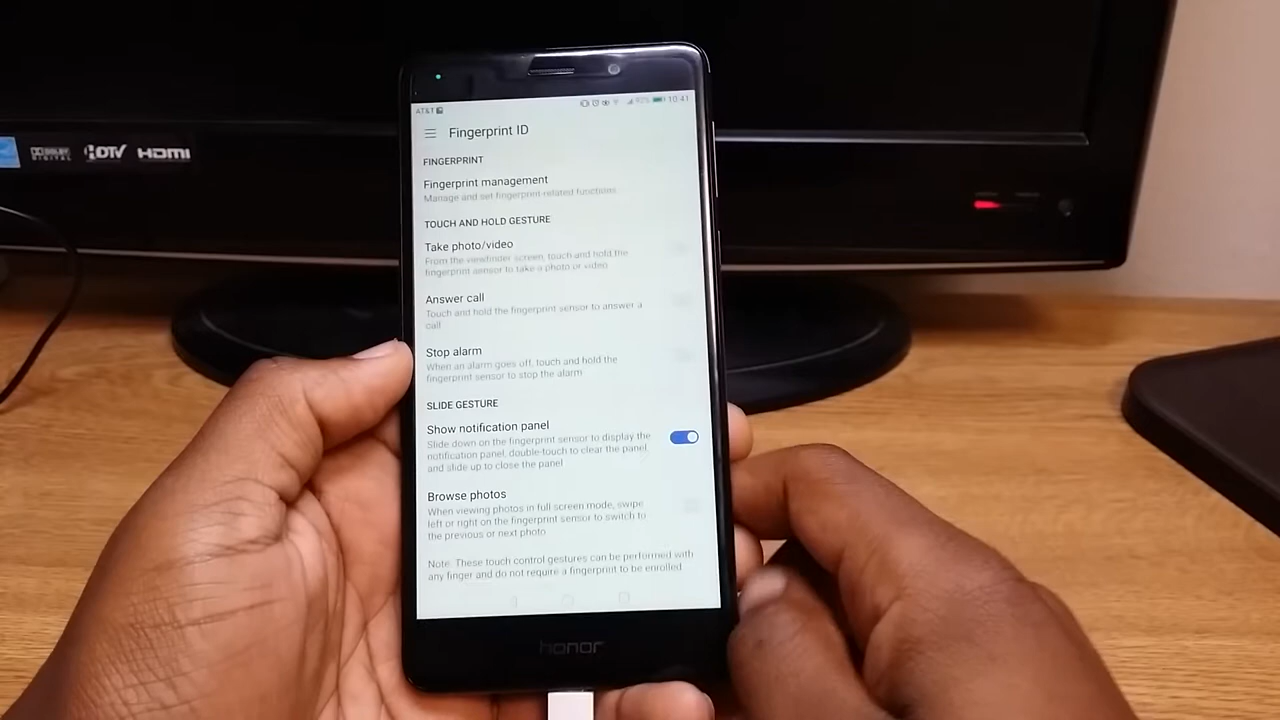 AT&T
92% 10:41
Fingerprint ID
FINGERPRINT
Fingerprint management
Manage and set fingerprint-related functions
TOUCH AND HOLD GESTURE
Take photo/video
From the viewfinder screen, touch and hold the
fingerprint sensor to take a photo or video
Answer call
Touch and hold the fingerprint sensor to answer a
call
Stop alarm
When an alarm goes off, touch and hold the
fingerprint sensor to stop the alarm
SLIDE GESTURE
Show notification panel
Slide down on the fingerprint sensor to display the
notification panel, double-touch to clear the panel,
and slide up to close the panel
Browse photos
When viewing photos in full screen mode, swipe
left or right on the fingerprint sensor to switch to
the previous or next photo
Note: These touch control gestures can be performed with
any finger and do not require a fingerprint to be enrolled
honor
DOLBY
DIGITAL
HDTV
HDMI